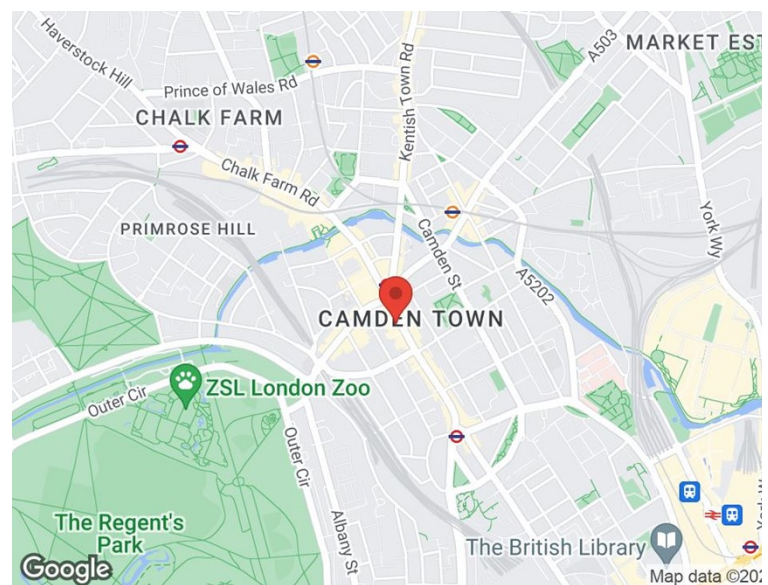 Haverstock Hill
Prince of Wales Rd
Kentish Town Rd
A503
MARKET EST
CHALK FARM
Chalk Farm Rd
PRIMROSE HILL
Camden St
York Wy
A5202
CAMDEN TOWN
ZSL London Zoo
Outer Cir
Outer Cir
Albany St
The Regent's
Park
The British Library
York W
Google
Map data ©202